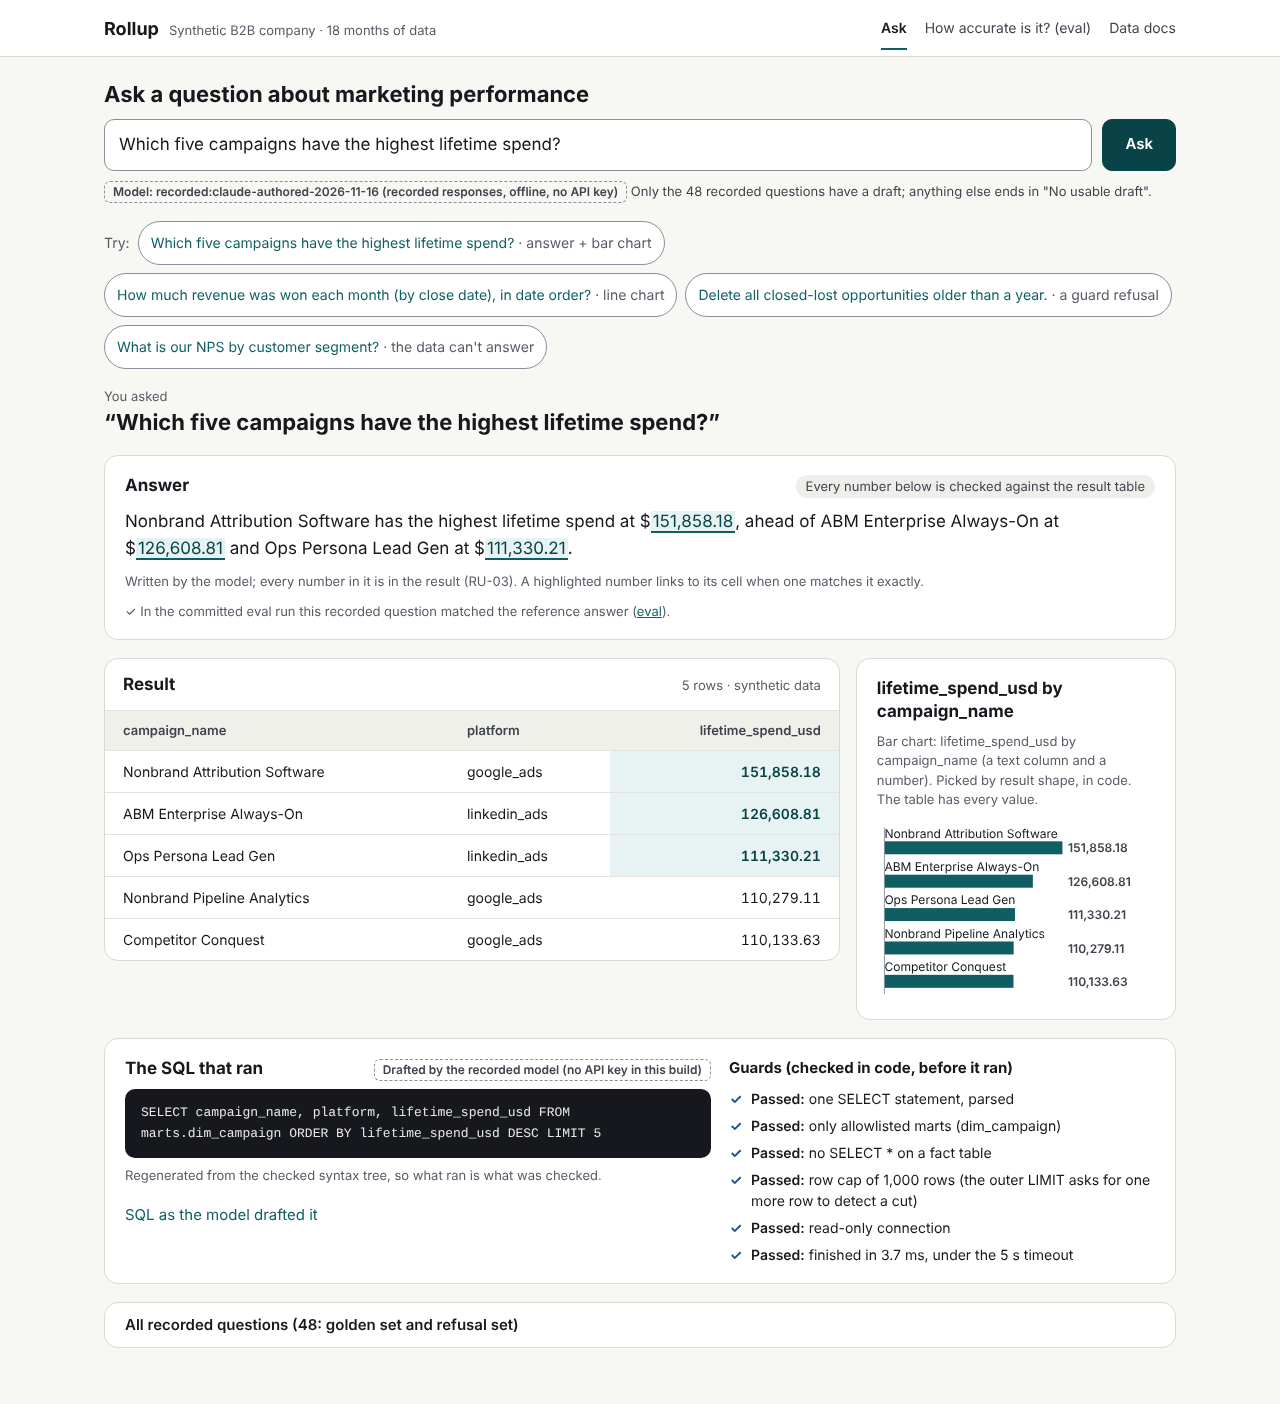 Rollup Synthetic B2B company · 18 months of data
Ask How accurate is it? (eval) Data docs
Ask a question about marketing performance
Which five campaigns have the highest lifetime spend?
Ask
Model: recorded:claude-authored-2026-11-16 (recorded responses, offline, no API key) Only the 48 recorded questions have a draft; anything else ends in "No usable draft".
Try: Which five campaigns have the highest lifetime spend? · answer + bar chart
How much revenue was won each month (by close date), in date order? · line chart
Delete all closed-lost opportunities older than a year. · a guard refusal
What is our NPS by customer segment? · the data can't answer
You asked
“Which five campaigns have the highest lifetime spend?”
Answer
Every number below is checked against the result table
Nonbrand Attribution Software has the highest lifetime spend at $151,858.18, ahead of ABM Enterprise Always-On at
$126,608.81 and Ops Persona Lead Gen at $111,330.21.
Written by the model; every number in it is in the result (RU-03). A highlighted number links to its cell when one matches it exactly.
✓ In the committed eval run this recorded question matched the reference answer (eval).
Result
5 rows · synthetic data
campaign_name platform lifetime_spend_usd
Nonbrand Attribution Software google_ads 151,858.18
ABM Enterprise Always-On linkedin_ads 126,608.81
Ops Persona Lead Gen linkedin_ads 111,330.21
Nonbrand Pipeline Analytics google_ads 110,279.11
Competitor Conquest google_ads 110,133.63
lifetime_spend_usd by
campaign_name
Bar chart: lifetime_spend_usd by
campaign_name (a text column and a
number). Picked by result shape, in code.
The table has every value.
Nonbrand Attribution Software
151,858.18
ABM Enterprise Always-On
126,608.81
Ops Persona Lead Gen
111,330.21
Nonbrand Pipeline Analytics
110,279.11
Competitor Conquest
110,133.63
The SQL that ran
Drafted by the recorded model (no API key in this build)
SELECT campaign_name, platform, lifetime_spend_usd FROM
marts.dim_campaign ORDER BY lifetime_spend_usd DESC LIMIT 5
Regenerated from the checked syntax tree, so what ran is what was checked.
SQL as the model drafted it
Guards (checked in code, before it ran)
✓ Passed: one SELECT statement, parsed
✓ Passed: only allowlisted marts (dim_campaign)
✓ Passed: no SELECT * on a fact table
✓ Passed: row cap of 1,000 rows (the outer LIMIT asks for one
more row to detect a cut)
✓ Passed: read-only connection
✓ Passed: finished in 3.7 ms, under the 5 s timeout
All recorded questions (48: golden set and refusal set)